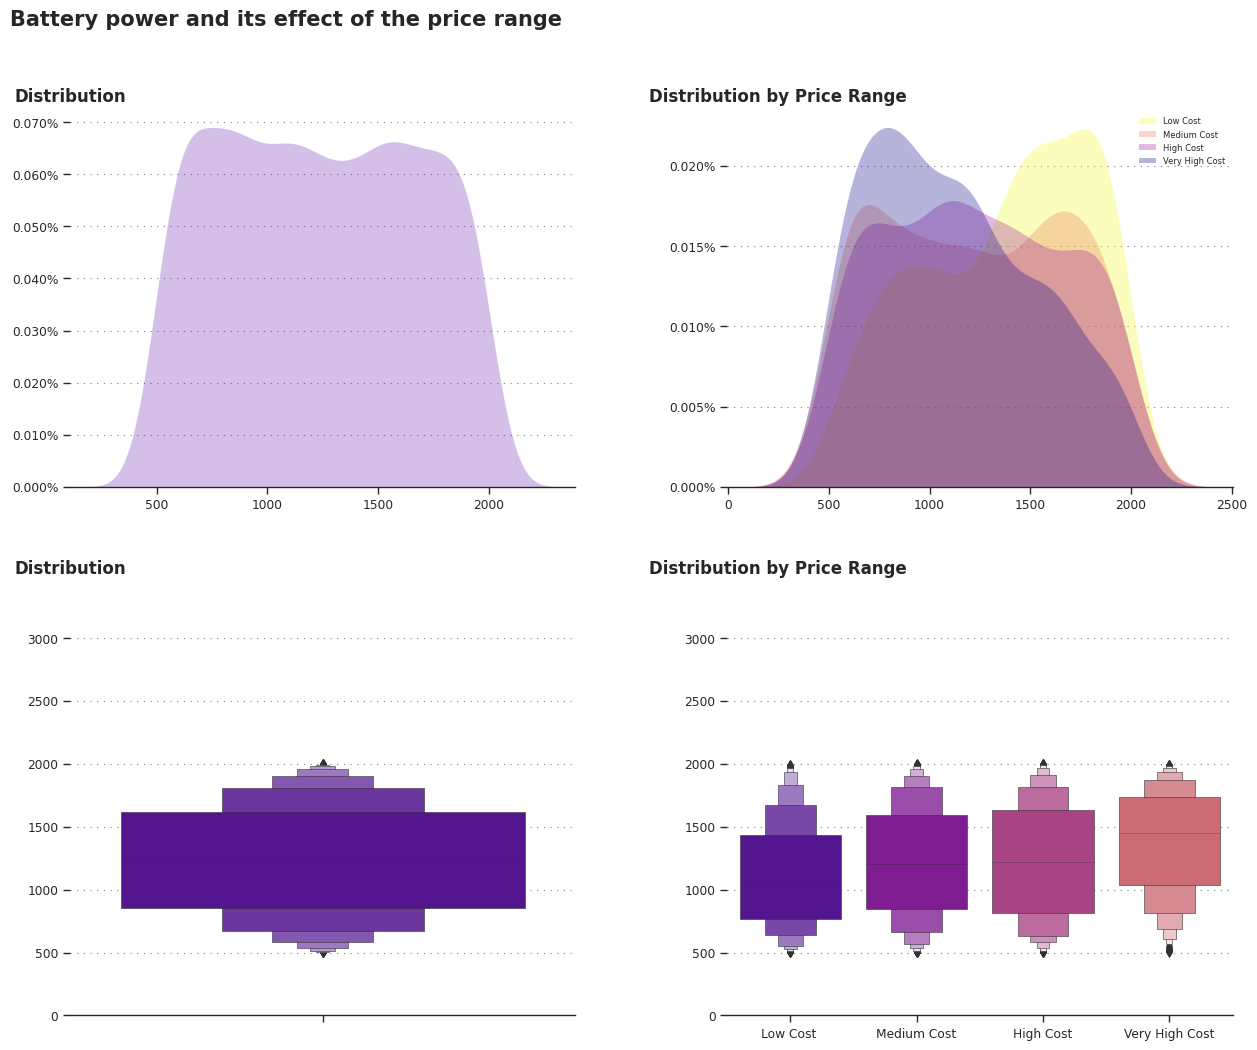 Battery power and its effect of the price range
Distribution
0.070%
0.060%
0.050%
0.040%
0.030%
0.020%
0.010%
0.000%
500 1000 1500 2000
Distribution by Price Range
Low Cost
Medium Cost
High Cost
Very High Cost
0.020%
0.015%
0.010%
0.005%
0.000%
0 500 1000 1500 2000 2500
Distribution
3000
2500
2000
1500
1000
500
0
Distribution by Price Range
3000
2500
2000
1500
1000
500
0
Low Cost Medium Cost High Cost Very High Cost